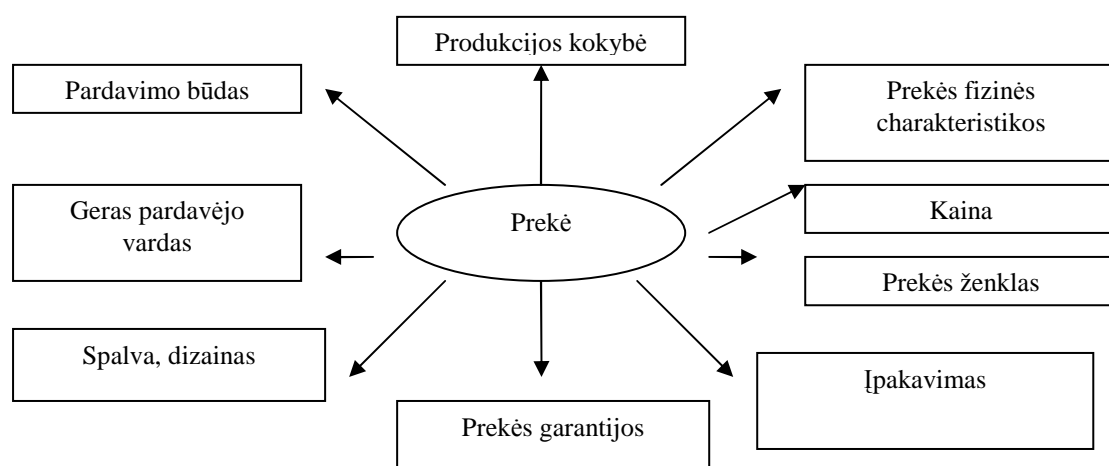 Produkcijos kokybė
Pardavimo būdas
Prekės fizinės
charakteristikos
Geras pardavėjo
vardas
Prekė
Kaina
Prekės ženklas
Spalva, dizainas
Įpakavimas
Prekės garantijos